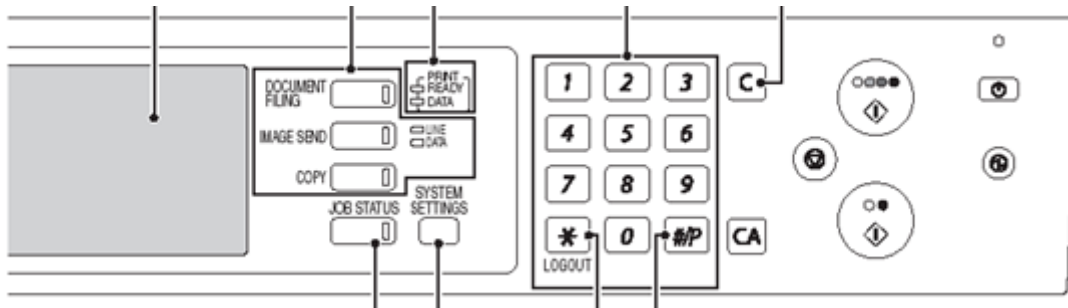 DOCUMENT
FILING
PRINT
READY
DATA
IMAGE SEND
LINE
DATA
COPY
JOB STATUS
SYSTEM
SETTINGS
1 2 3
4 5 6
7 8 9
* 0 #/P
LOGOUT
C
CA